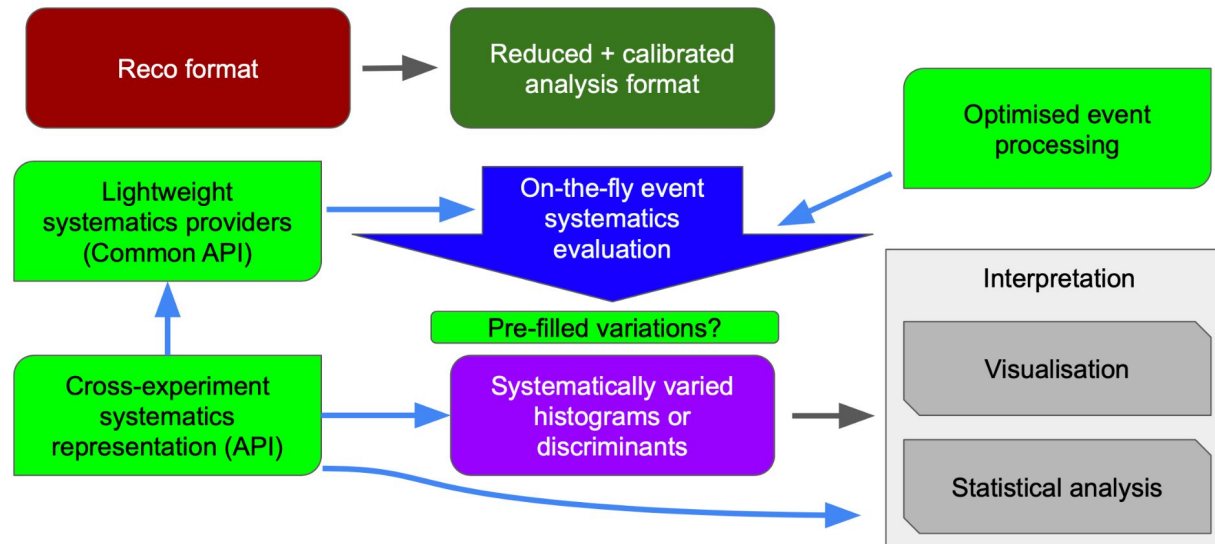 Reco format
Reduced + calibrated
analysis format
Optimised event
processing
Lightweight
systematics providers
(Common API)
On-the-fly event
systematics
evaluation
Interpretation
Pre-filled variations?
Cross-experiment
systematics
representation (API)
Systematically varied
histograms or
discriminants
Visualisation
Statistical analysis